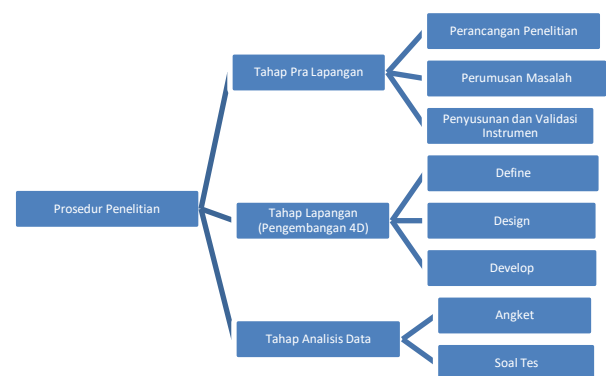 Prosedur Penelitian
Tahap Pra Lapangan
Perancangan Penelitian
Perumusan Masalah
Penyusunan dan Validasi
Instrumen
Tahap Lapangan
(Pengembangan 4D)
Define
Design
Develop
Tahap Analisis Data
Angket
Soal Tes